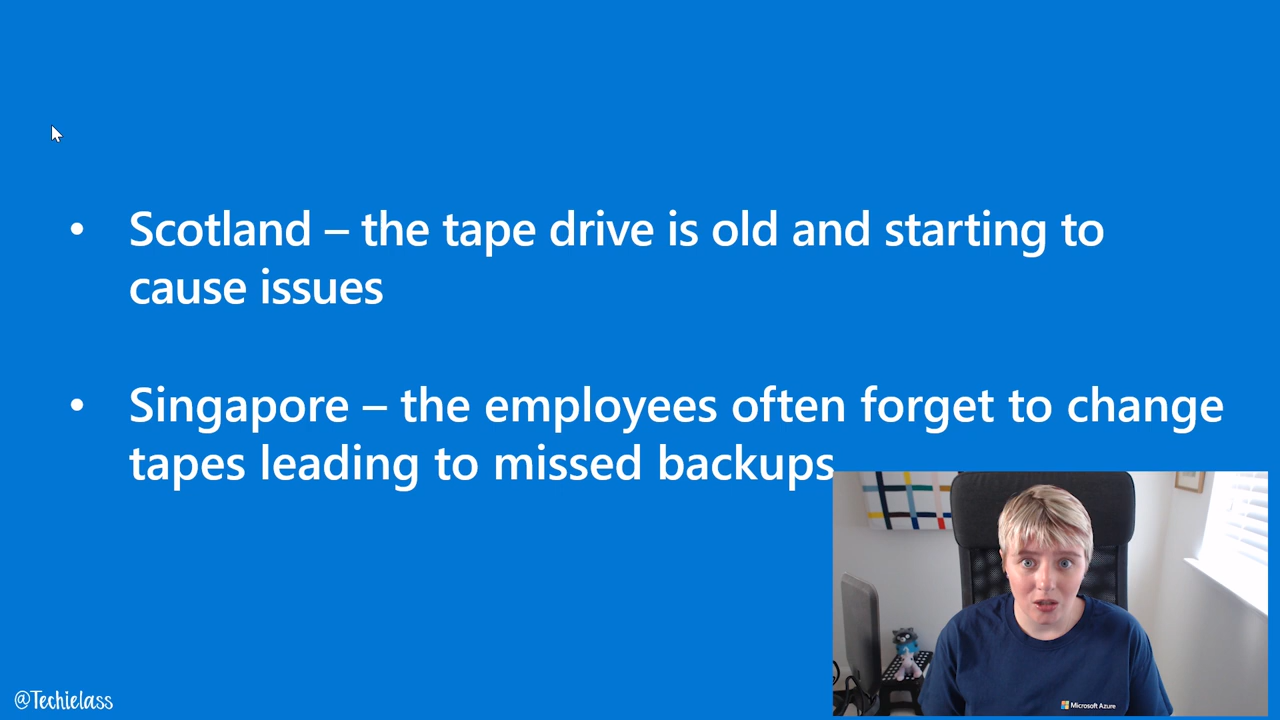 • Scotland – the tape drive is old and starting to
cause issues
• Singapore – the employees often forget to change
tapes leading to missed backups
Microsoft Azure
@Techielass